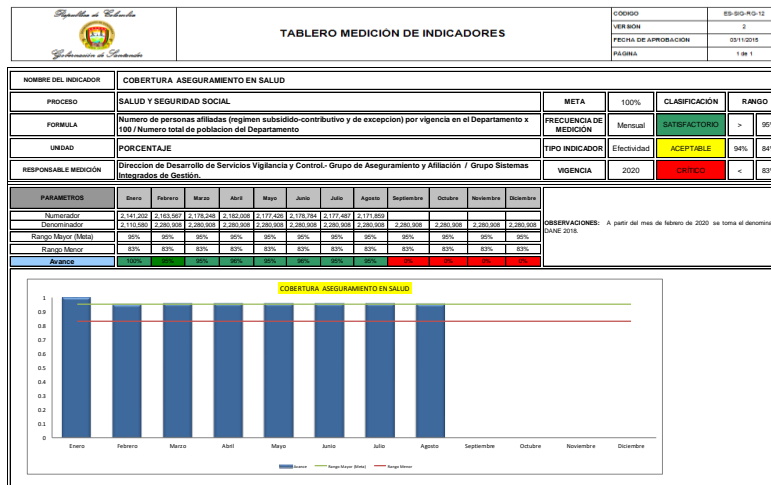 República de Colombia
Gobernación de Santander
TABLERO MEDICIÓN DE INDICADORES
CODIGO ES-SIG-RG-12
VERSIÓN 2
FECHA DE APROBACIÓN 03/11/2015
PAGINA 1 de 1
NOMBRE DEL INDICADOR COBERTURA ASEGURAMIENTO EN SALUD
PROCESO SALUD Y SEGURIDAD SOCIAL META 100% CLASIFICACIÓN RANGO
FORMULA Numero de personas afiliadas (regimen subsidido-contributivo y de excepcion) por vigencia en el Departamento x 100 / Numero total de poblacion del Departamento
FRECUENCIA DE MEDICIÓN Mensual SATISFACTORIO > 95%
UNIDAD PORCENTAJE TIPO INDICADOR Efectividad ACEPTABLE 94% 84%
RESPONSABLE MEDICIÓN Direccion de Desarrollo de Servicios Vigilancia y Control.- Grupo de Aseguramiento y Afiliación / Grupo Sistemas Integrados de Gestión.
VIGENCIA 2020 CRÍTICO < 83%
PARAMETROS Enero Febrero Marzo Abril Mayo Junio Julio Agosto Septiembre Octubre Noviembre Diciembre
Numerador 2,141,202 2,163,567 2,178,248 2,182,008 2,177,426 2,178,784 2,177,487 2,171,859
Denominador 2,110,580 2,280,908 2,280,908 2,280,908 2,280,908 2,280,908 2,280,908 2,280,908 2,280,908 2,280,908 2,280,908 2,280,908
Rango Mayor (Meta) 95% 95% 95% 95% 95% 95% 95% 95% 95% 95% 95% 95%
Rango Menor 83% 83% 83% 83% 83% 83% 83% 83% 83% 83% 83% 83%
Avance 100% 95% 96% 95% 96% 95% 95% 0% 0% 0% 0%
OBSERVACIONES: A partir del mes de febrero de 2020 se toma el denomina
DANE 2018.
COBERTURA ASEGURAMIENTO EN SALUD
1
0.9
0.8
0.7
0.6
0.5
0.4
0.3
0.2
0.1
0
Enero Febrero Marzo Abril Mayo Junio Julio Agosto Septiembre Octubre Noviembre Diciembre
Avance Rango Mayor (Meta) Rango Menor